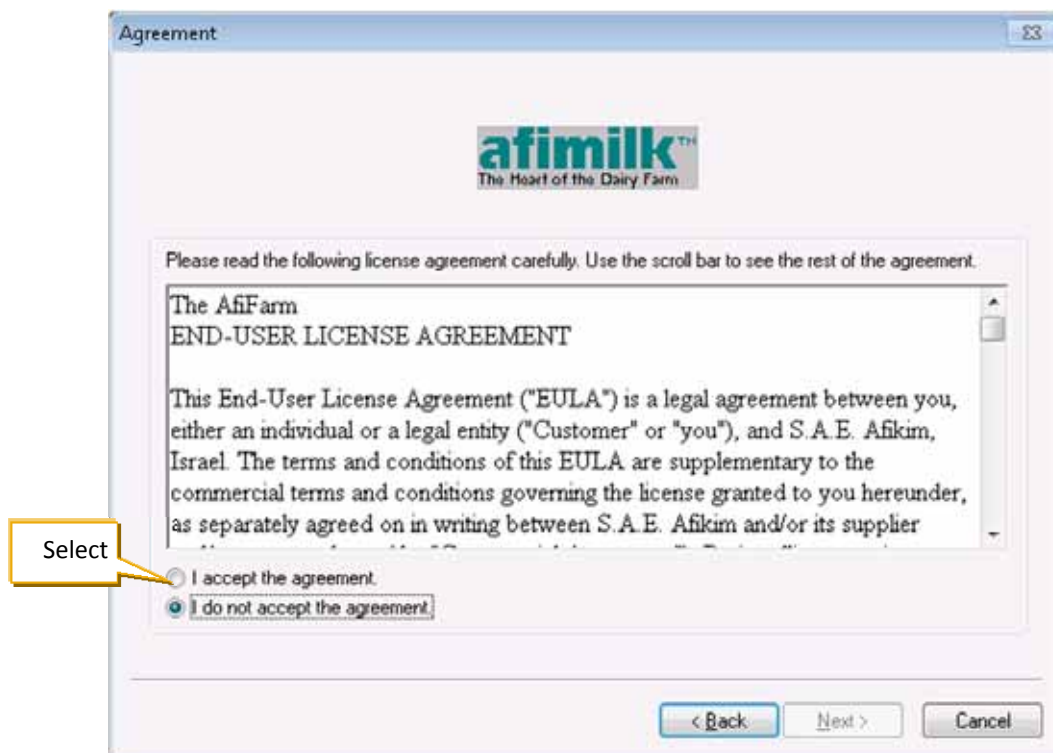 Agreement
afimilk™
The Heart of the Dairy Farm
Please read the following license agreement carefully. Use the scroll bar to see the rest of the agreement.
The AfiFarm
END-USER LICENSE AGREEMENT
This End-User License Agreement ("EULA") is a legal agreement between you,
either an individual or a legal entity ("Customer" or "you"), and S.A.E. Afikim,
Israel. The terms and conditions of this EULA are supplementary to the
commercial terms and conditions governing the license granted to you hereunder,
as separately agreed on in writing between S.A.E. Afikim and/or its supplier
Select
I accept the agreement.
I do not accept the agreement.
< Back
Next >
Cancel